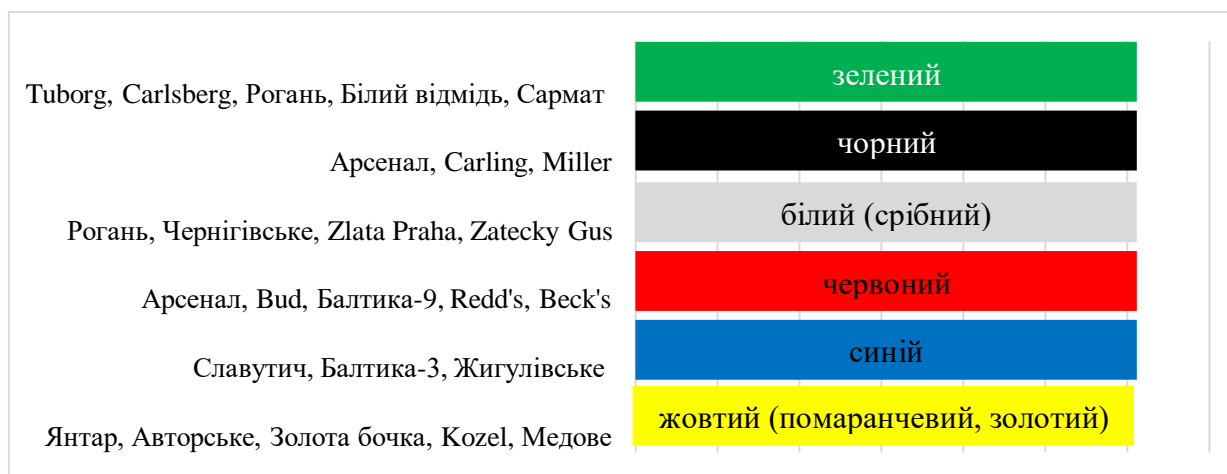 зелений
Tuborg, Carlsberg, Рогань, Білий відмідь, Сармат
чорний
Арсенал, Carling, Miller
білий (срібний)
Рогань, Чернігівське, Zlata Praha, Zatecky Gus
червоний
Арсенал, Bud, Балтика-9, Redd's, Beck's
синій
Славутич, Балтика-3, Жигулівське
жовтий (помаранчевий, золотий)
Янтар, Авторське, Золота бочка, Kozel, Медове